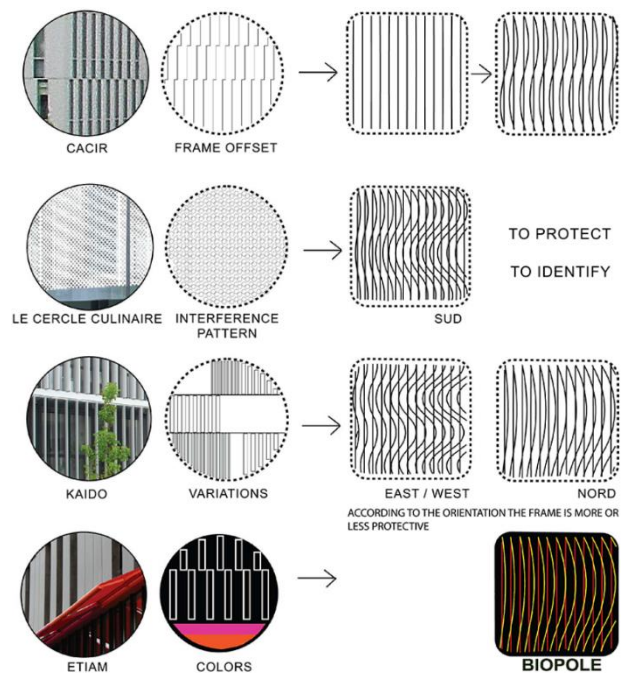 CACIR
FRAME OFFSET
TO PROTECT
TO IDENTIFY
LE CERCLE CULINAIRE
INTERFERENCE
PATTERN
SUD
KAIDO
VARIATIONS
EAST / WEST
NORD
ACCORDING TO THE ORIENTATION THE FRAME IS MORE OR
LESS PROTECTIVE
ETIAM
COLORS
BIOPOLE